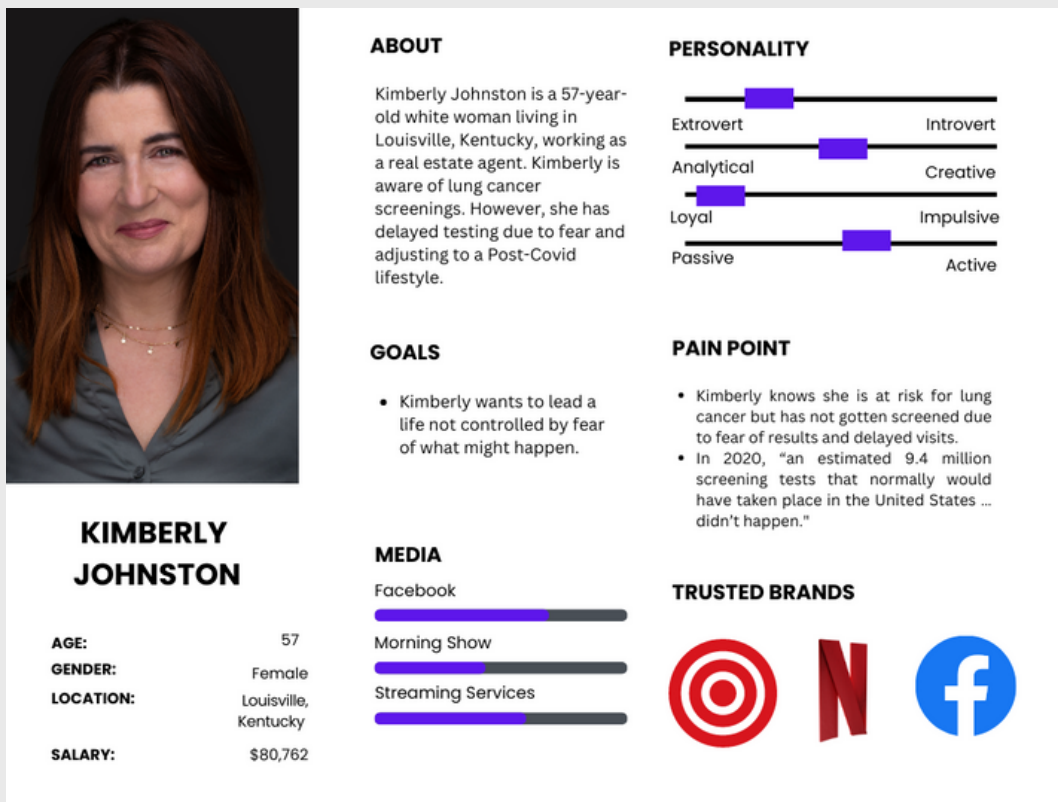 KIMBERLY
JOHNSTON
AGE: 57
GENDER: Female
LOCATION: Louisville,
Kentucky
SALARY: $80,762
ABOUT
Kimberly Johnston is a 57-year-
old white woman living in
Louisville, Kentucky, working as
a real estate agent. Kimberly is
aware of lung cancer
screenings. However, she has
delayed testing due to fear and
adjusting to a Post-Covid
lifestyle.
GOALS
• Kimberly wants to lead a
life not controlled by fear
of what might happen.
MEDIA
Facebook
Morning Show
Streaming Services
PERSONALITY
Extrovert Introvert
Analytical Creative
Loyal Impulsive
Passive Active
PAIN POINT
• Kimberly knows she is at risk for lung
cancer but has not gotten screened due
to fear of results and delayed visits.
• In 2020, “an estimated 9.4 million
screening tests that normally would
have taken place in the United States ...
didn’t happen."
TRUSTED BRANDS
N
f